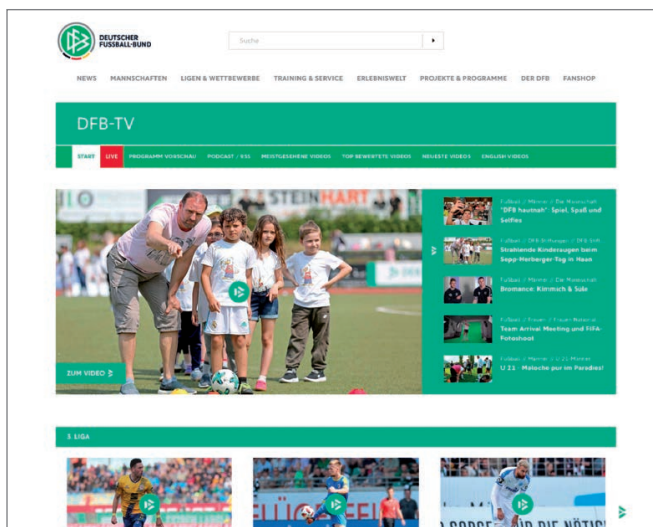 DEUTSCHER
FUSSBALL-BUND
Suche
NEWS MANNSCHAFTEN LIGEN & WETTBEWERBE TRAINING & SERVICE ERLEBNISWELT PROJEKTE & PROGRAMME DER DFB FANSHOP
DFB-TV
START LIVE PROGRAMM VORSCHAU PODCAST / RSS MEISTGESEHENE VIDEOS TOP BEWERTETE VIDEOS NEUESTE VIDEOS ENGLISH VIDEOS
STEINHART
ZUM VIDEO
Fußball / Männer / Die Mannschaft
"DFB hautnah": Spiel, Spaß und
Selfies
Fußball / DFB-Stiftungen / DFB-Stift...
Strahlende Kinderaugen beim
Sepp-Herberger-Tag in Haan
Fußball / Männer / Die Mannschaft
Bromance: Kimmich & Süle
Fußball / Frauen / Frauen-National...
Team Arrival Meeting und FIFA-
Fotoshoot
Fußball / Männer / U 21-Männer
U 21 - Maloche pur im Paradies!
3. LIGA